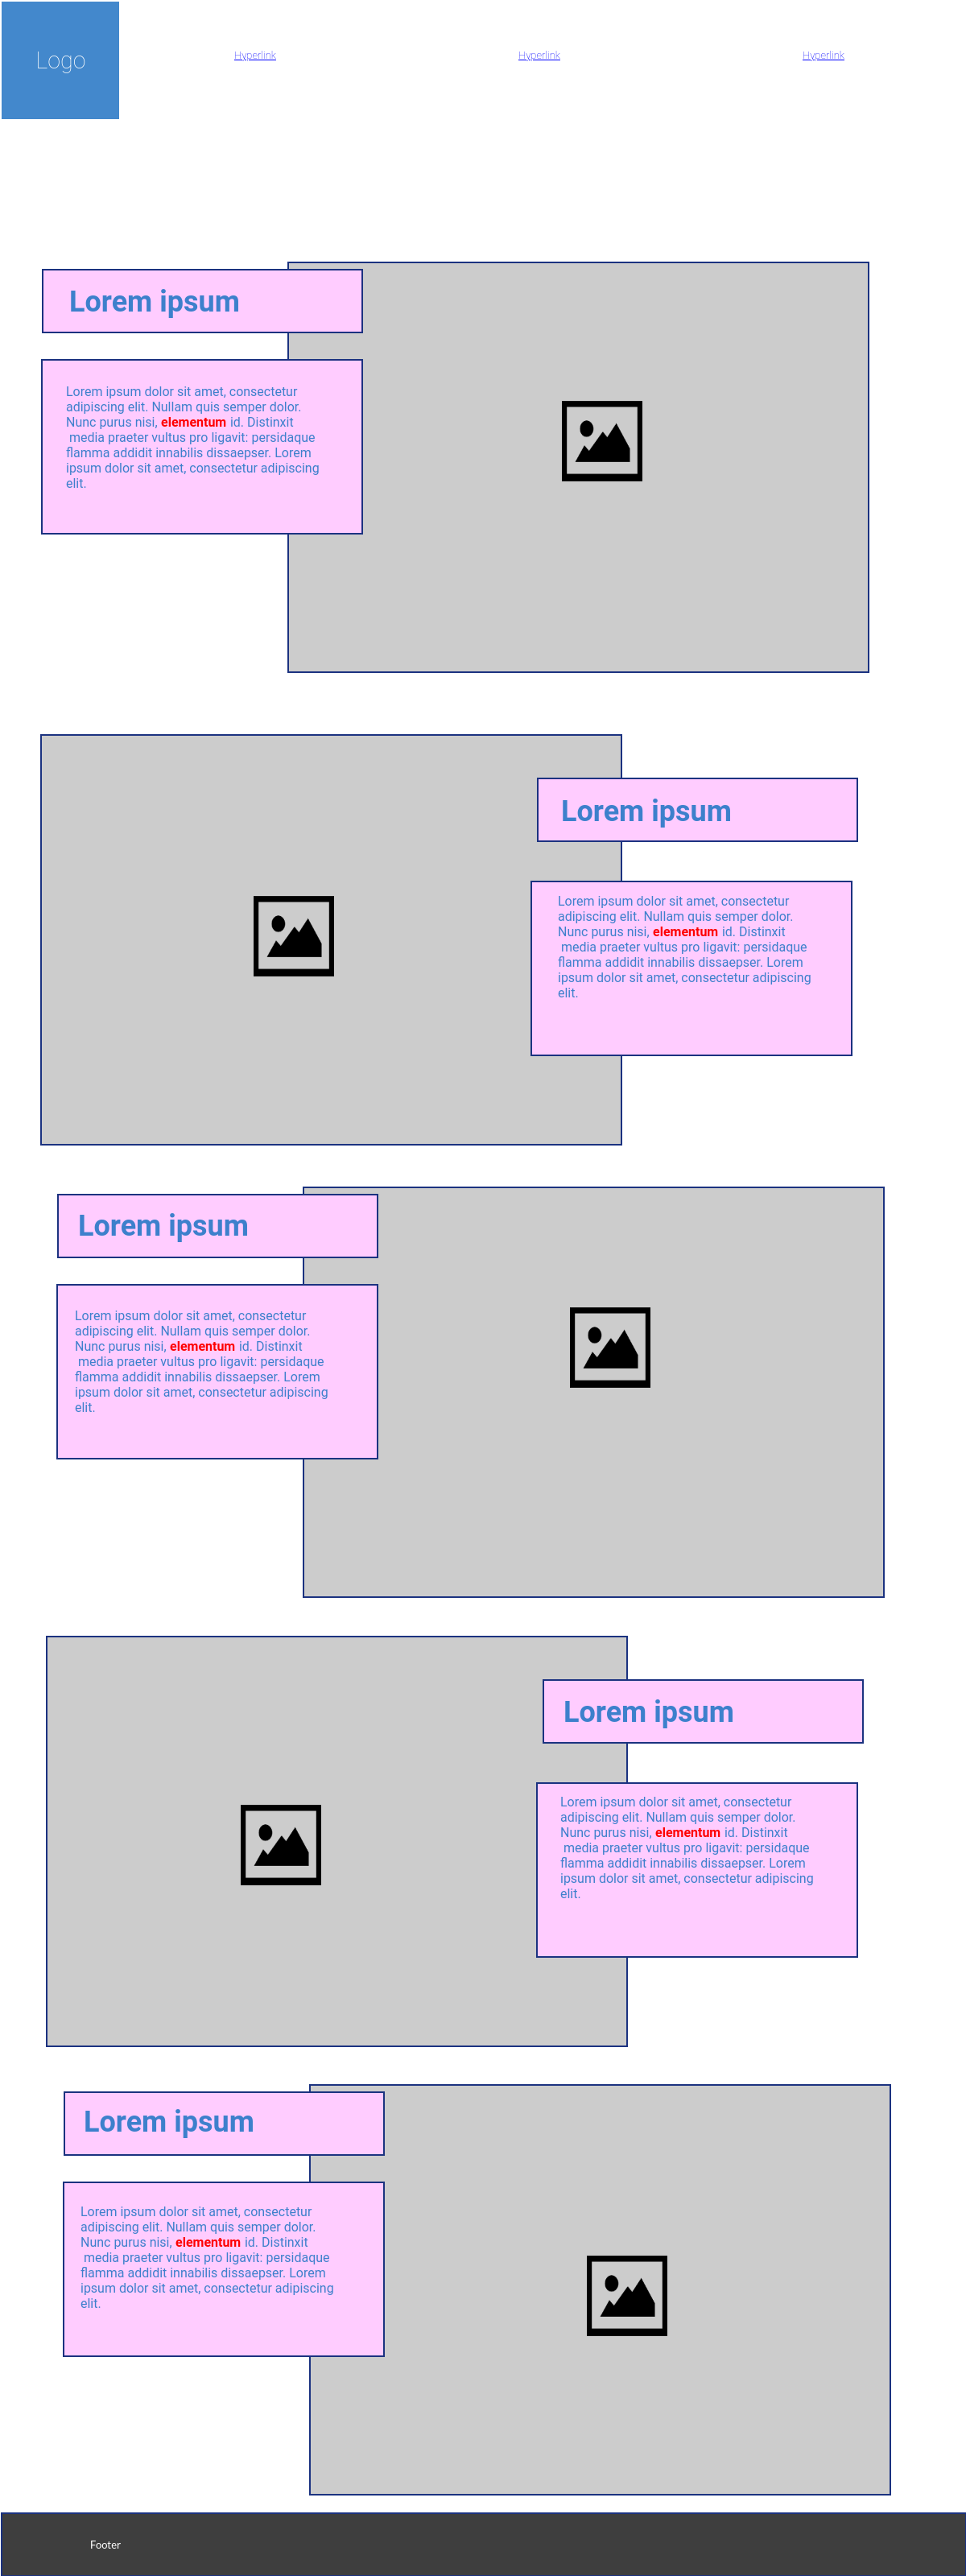 Logo
Hyperlink
Hyperlink
Hyperlink
Lorem ipsum
Lorem ipsum dolor sit amet, consectetur
adipiscing elit. Nullam quis semper dolor.
Nunc purus nisi, elementum id. Distinxit
media praeter vultus pro ligavit: persidaque
flamma addidit innabilis dissaepser. Lorem
ipsum dolor sit amet, consectetur adipiscing
elit.
Lorem ipsum
Lorem ipsum dolor sit amet, consectetur
adipiscing elit. Nullam quis semper dolor.
Nunc purus nisi, elementum id. Distinxit
media praeter vultus pro ligavit: persidaque
flamma addidit innabilis dissaepser. Lorem
ipsum dolor sit amet, consectetur adipiscing
elit.
Lorem ipsum
Lorem ipsum dolor sit amet, consectetur
adipiscing elit. Nullam quis semper dolor.
Nunc purus nisi, elementum id. Distinxit
media praeter vultus pro ligavit: persidaque
flamma addidit innabilis dissaepser. Lorem
ipsum dolor sit amet, consectetur adipiscing
elit.
Lorem ipsum
Lorem ipsum dolor sit amet, consectetur
adipiscing elit. Nullam quis semper dolor.
Nunc purus nisi, elementum id. Distinxit
media praeter vultus pro ligavit: persidaque
flamma addidit innabilis dissaepser. Lorem
ipsum dolor sit amet, consectetur adipiscing
elit.
Lorem ipsum
Lorem ipsum dolor sit amet, consectetur
adipiscing elit. Nullam quis semper dolor.
Nunc purus nisi, elementum id. Distinxit
media praeter vultus pro ligavit: persidaque
flamma addidit innabilis dissaepser. Lorem
ipsum dolor sit amet, consectetur adipiscing
elit.
Footer